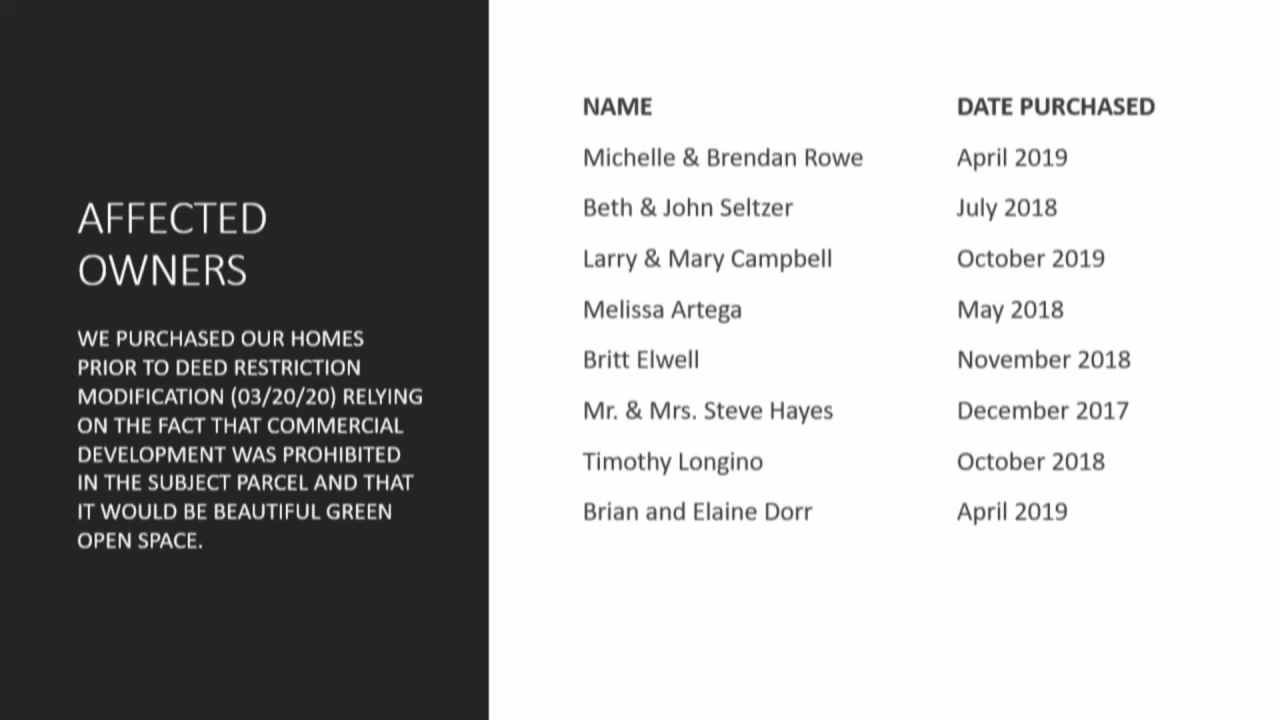 AFFECTED
OWNERS
WE PURCHASED OUR HOMES
PRIOR TO DEED RESTRICTION
MODIFICATION (03/20/20) RELYING
ON THE FACT THAT COMMERCIAL
DEVELOPMENT WAS PROHIBITED
IN THE SUBJECT PARCEL AND THAT
IT WOULD BE BEAUTIFUL GREEN
OPEN SPACE.
NAME DATE PURCHASED
Michelle & Brendan Rowe April 2019
Beth & John Seltzer July 2018
Larry & Mary Campbell October 2019
Melissa Artega May 2018
Britt Elwell November 2018
Mr. & Mrs. Steve Hayes December 2017
Timothy Longino October 2018
Brian and Elaine Dorr April 2019